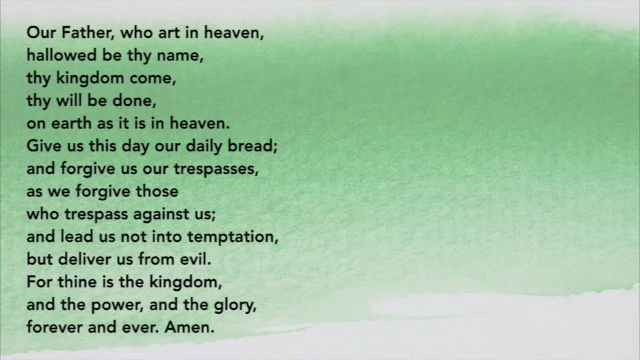 Our Father, who art in heaven,
hallowed be thy name,
thy kingdom come,
thy will be done,
on earth as it is in heaven.
Give us this day our daily bread;
and forgive us our trespasses,
as we forgive those
who trespass against us;
and lead us not into temptation,
but deliver us from evil.
For thine is the kingdom,
and the power, and the glory,
forever and ever. Amen.